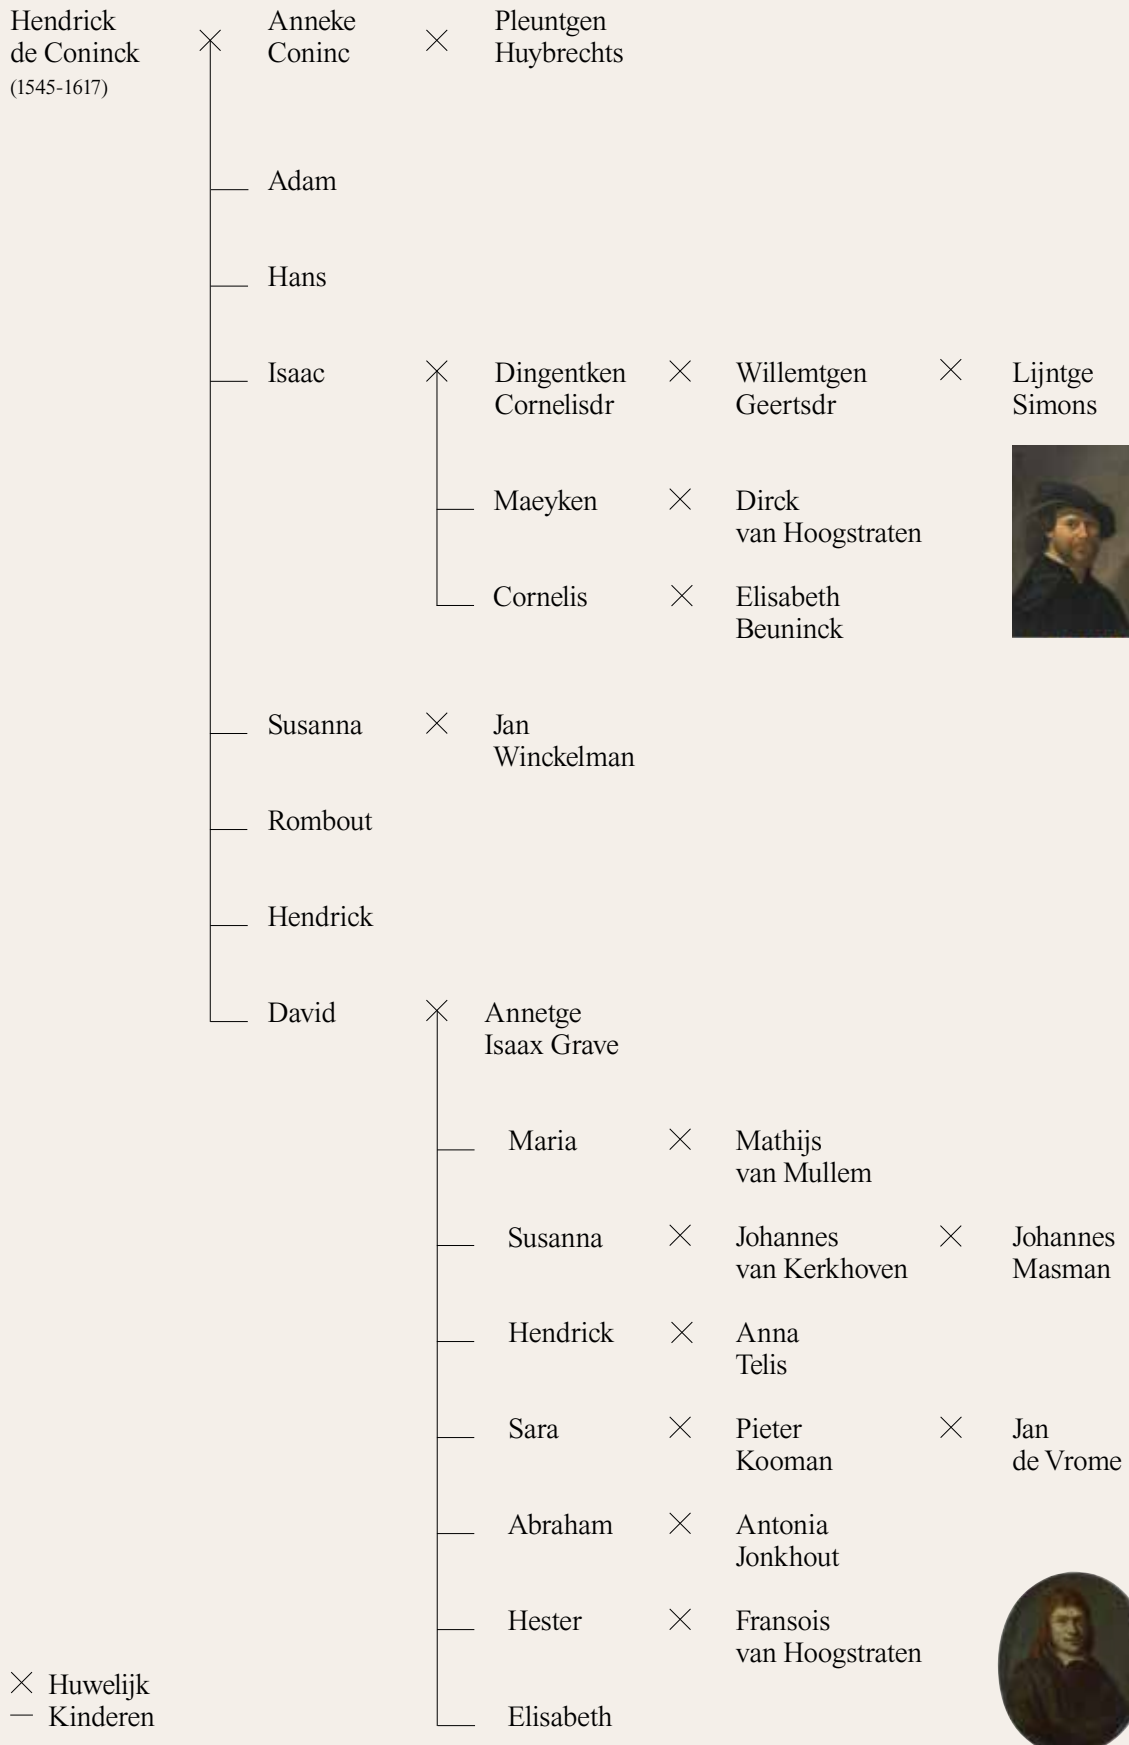 Hendrick
de Coninck
(1545-1617)
Anneke
Coninc
Pleuntgen
Huybrechts
Adam
Hans
Isaac
Dingentken
Cornelisdr
Willemtgen
Geertsdr
Lijntge
Simons
Maeyken
Dirck
van Hoogstraten
Cornelis
Elisabeth
Beuninck
Susanna
Jan
Winckelman
Rombout
Hendrick
David
Annetge
Isaax Grave
Maria
Mathijs
van Mullem
Susanna
Johannes
van Kerkhoven
Johannes
Masman
Hendrick
Anna
Telis
Sara
Pieter
Kooman
Jan
de Vrome
Abraham
Antonia
Jonkhout
Hester
Fransois
van Hoogstraten
Elisabeth
Huwelijk
Kinderen